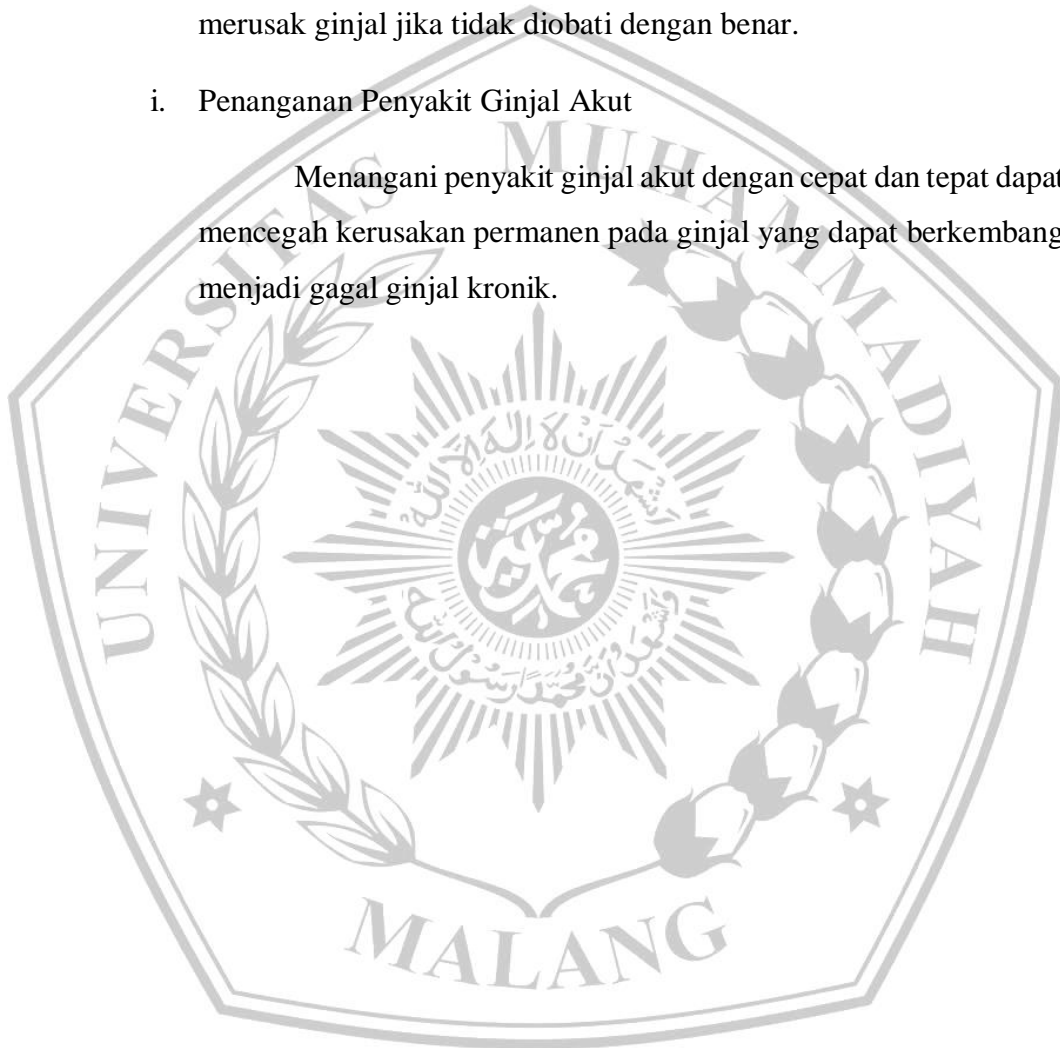 merusak ginjal jika tidak diobati dengan benar.
i. Penanganan Penyakit Ginjal Akut
Menangani penyakit ginjal akut dengan cepat dan tepat dapat
mencegah kerusakan permanen pada ginjal yang dapat berkembang
menjadi gagal ginjal kronik.
UNIVERSITAS MUHAMMADIYAH
MALANG